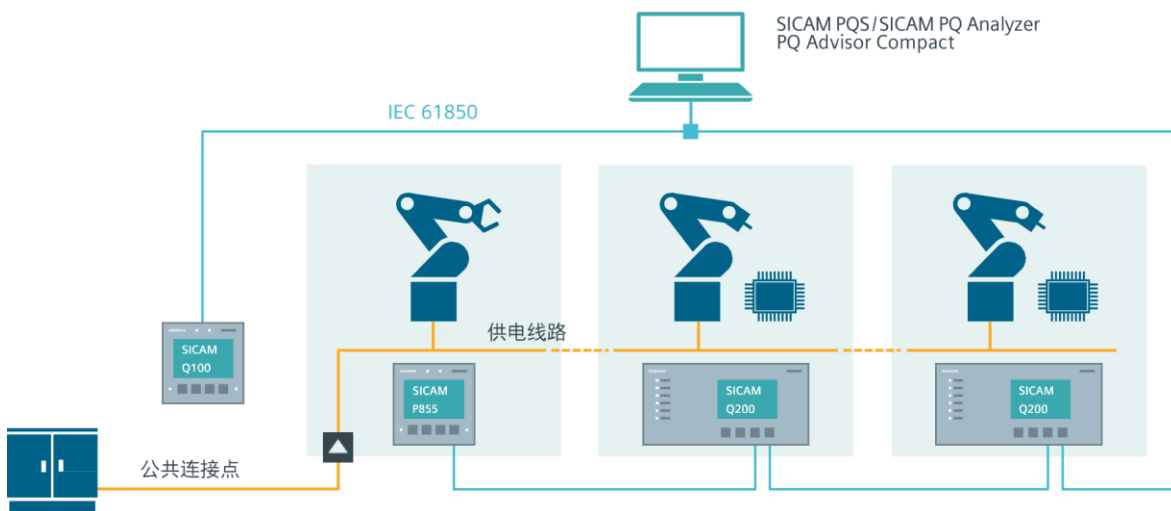 SICAM PQS/SICAM PQ Analyzer
PQ Advisor Compact
IEC 61850
供电线路
SICAM
Q100
SICAM
P855
SICAM
Q200
SICAM
Q200
公共连接点